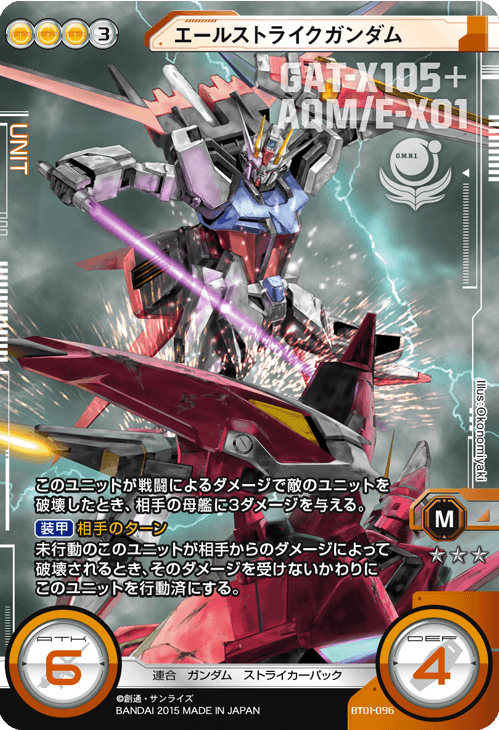 3
エールストライクガンダム
GAT-X105+
AQM/E-X01
O.M.N.I.
UNIT
Illus：Okonomiyaki
このユニットが戦闘によるダメージで敵のユニットを
破壊したとき、相手の母艦に3ダメージを与える。
装甲 相手のターン
未行動のこのユニットが相手からのダメージによって
破壊されるとき、そのダメージを受けないかわりに
このユニットを行動済にする。
M
ATK
6
DEF
4
連合　ガンダム　ストライカーパック
©創通・サンライズ
BANDAI 2015 MADE IN JAPAN
BT01-096